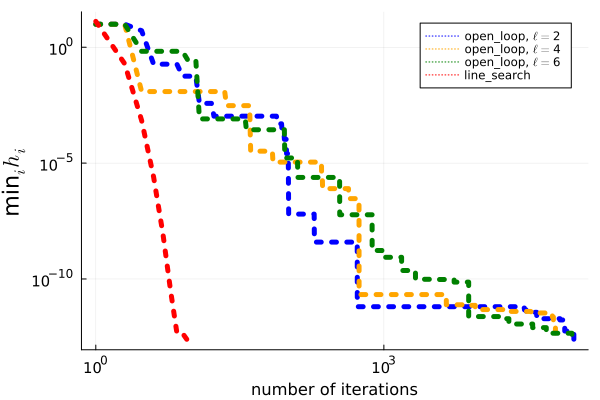 open_loop, ℓ = 2
open_loop, ℓ = 4
open_loop, ℓ = 6
line_search
min_i h_i
10^0
10^-5
10^-10
10^0
10^3
number of iterations